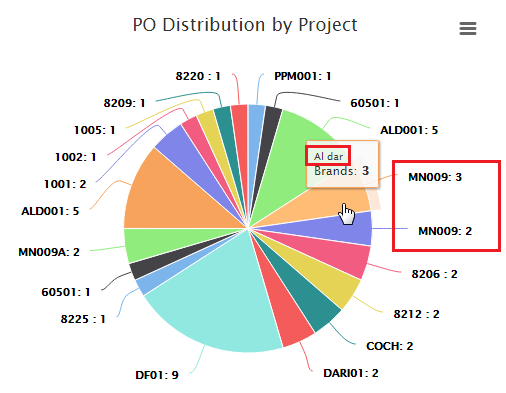 PO Distribution by Project
8220 : 1
PPM001: 1
8209: 1
60501: 1
1005: 1
ALD001: 5
1002: 1
Al dar
Brands: 3
1001: 2
MN009: 3
ALD001: 5
MN009: 2
MN009A: 2
8206 : 2
60501: 1
8212 : 2
8225 : 1
COCH: 2
DF01: 9
DARI01: 2